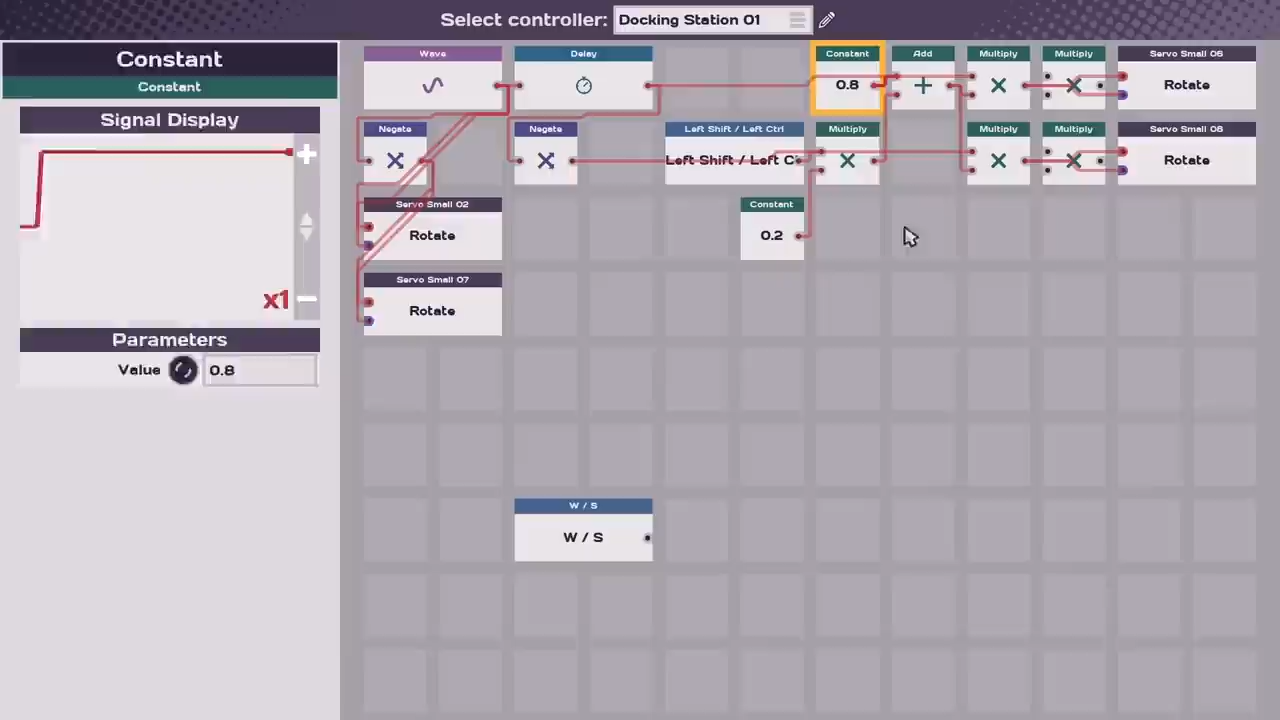 Select controller: Docking Station 01
Constant
Constant
Signal Display
x1
Parameters
Value 0.8
Wave Delay Constant Add Multiply Multiply Servo Small 06
0.8 Rotate
Negate Negate Left Shift / Left Ctrl Multiply Multiply Multiply Servo Small 08
Left Shift / Left C Rotate
Servo Small 02 Constant
Rotate 0.2
Servo Small 07
Rotate
W / S
W / S